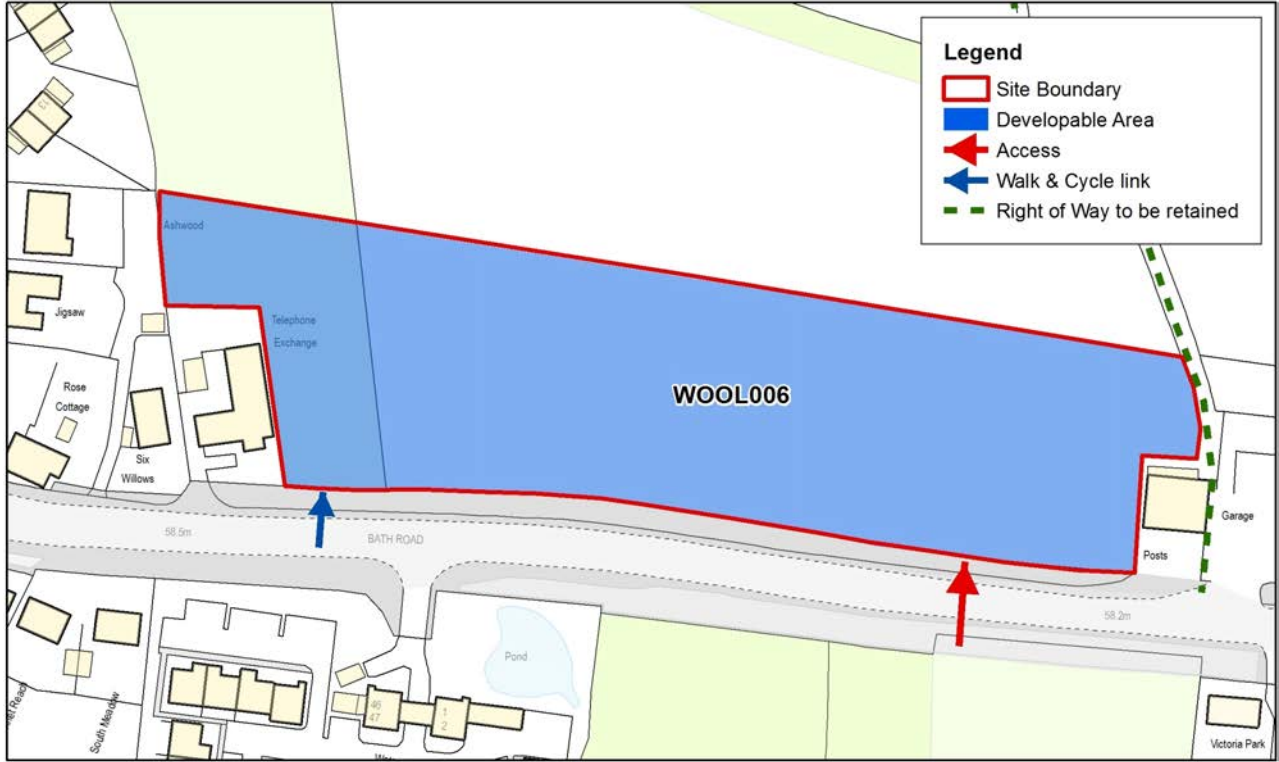 Legend
Site Boundary
Developable Area
Access
Walk & Cycle link
Right of Way to be retained
Ashwood
Telephone
Exchange
Jigsaw
Rose
Cottage
Six
Willows
WOOL006
Garage
Posts
58.5m
BATH ROAD
58.2m
Pond
46
47
1
2
South Meadow
Victoria Park